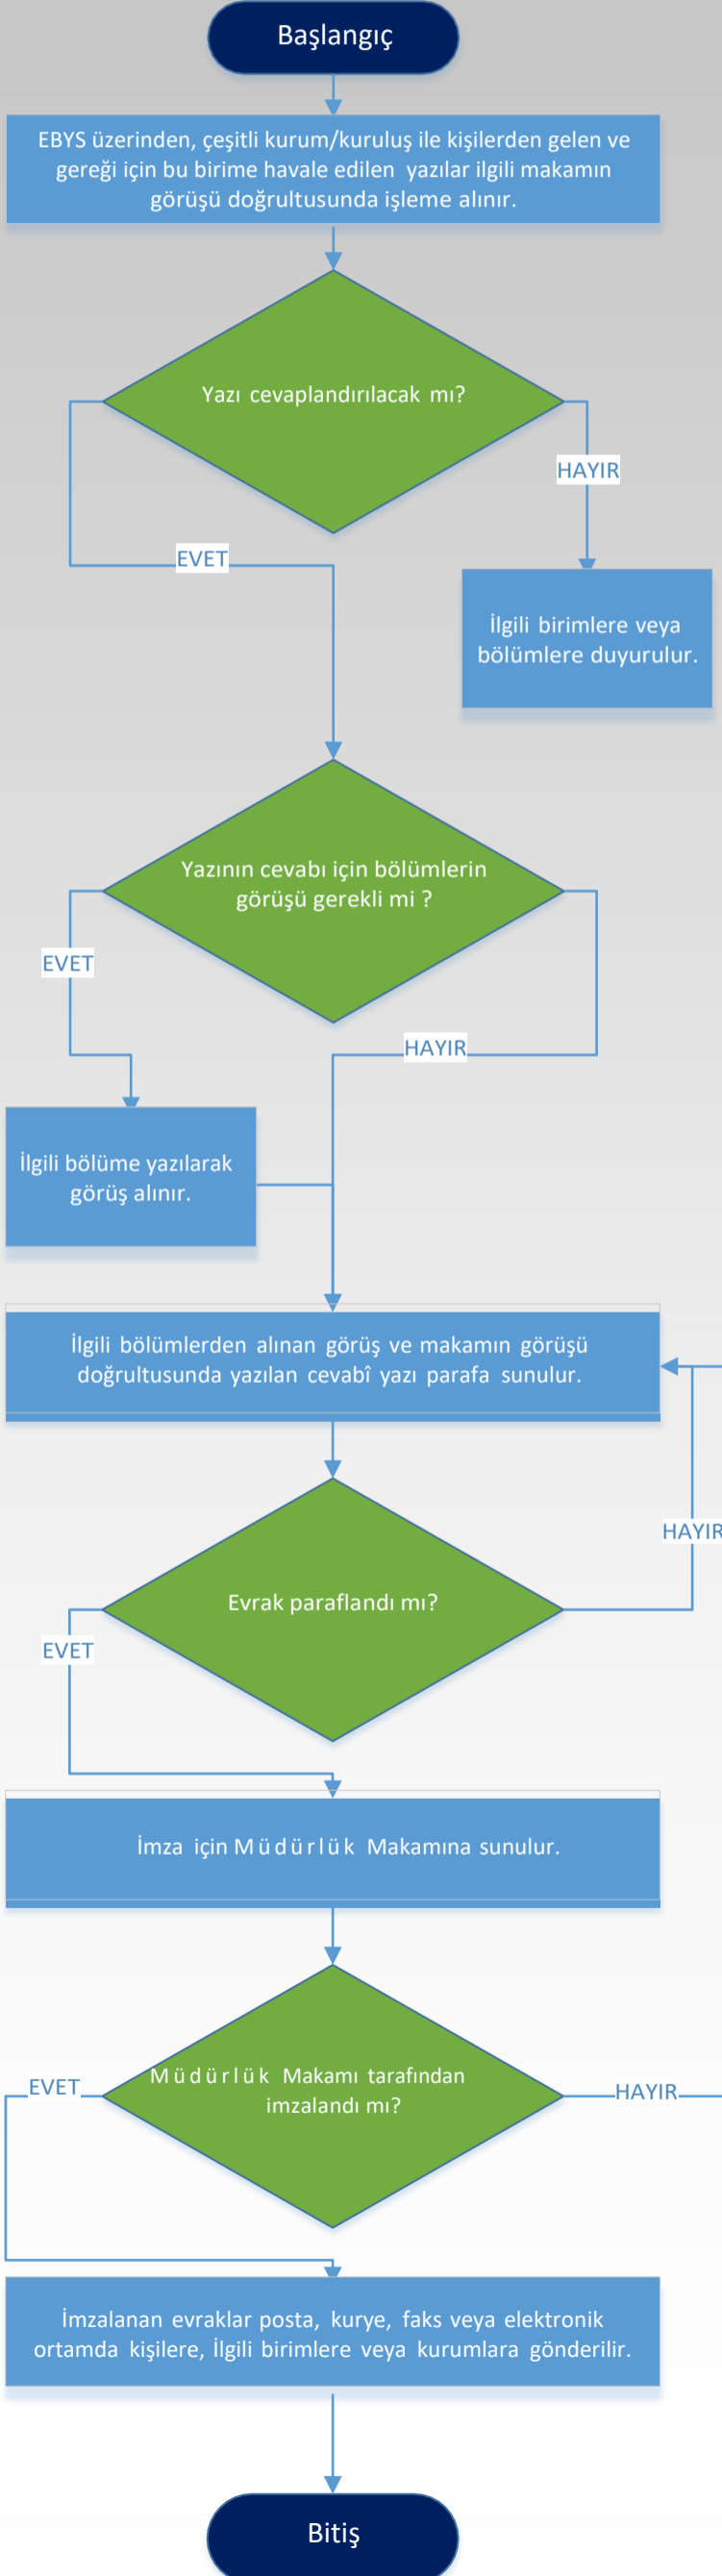 Başlangıç
EBYS üzerinden, çeşitli kurum/kuruluş ile kişilerden gelen ve
gereği için bu birime havale edilen yazılar ilgili makamın
görüşü doğrultusunda işleme alınır.
Yazı cevaplandırılacak mı?
HAYIR
EVET
İlgili birimlere veya
bölümlere duyurulur.
Yazının cevabı için bölümlerin
görüşü gerekli mi ?
EVET
HAYIR
İlgili bölüme yazılarak
görüş alınır.
İlgili bölümlerden alınan görüş ve makamın görüşü
doğrultusunda yazılan cevabî yazı parafa sunulur.
HAYIR
Evrak paraflandı mı?
EVET
İmza için Müdürlük Makamına sunulur.
Müdürlük Makamı tarafından
imzalandı mı?
EVET
HAYIR
İmzalanan evraklar posta, kurye, faks veya elektronik
ortamda kişilere, İlgili birimlere veya kurumlara gönderilir.
Bitiş